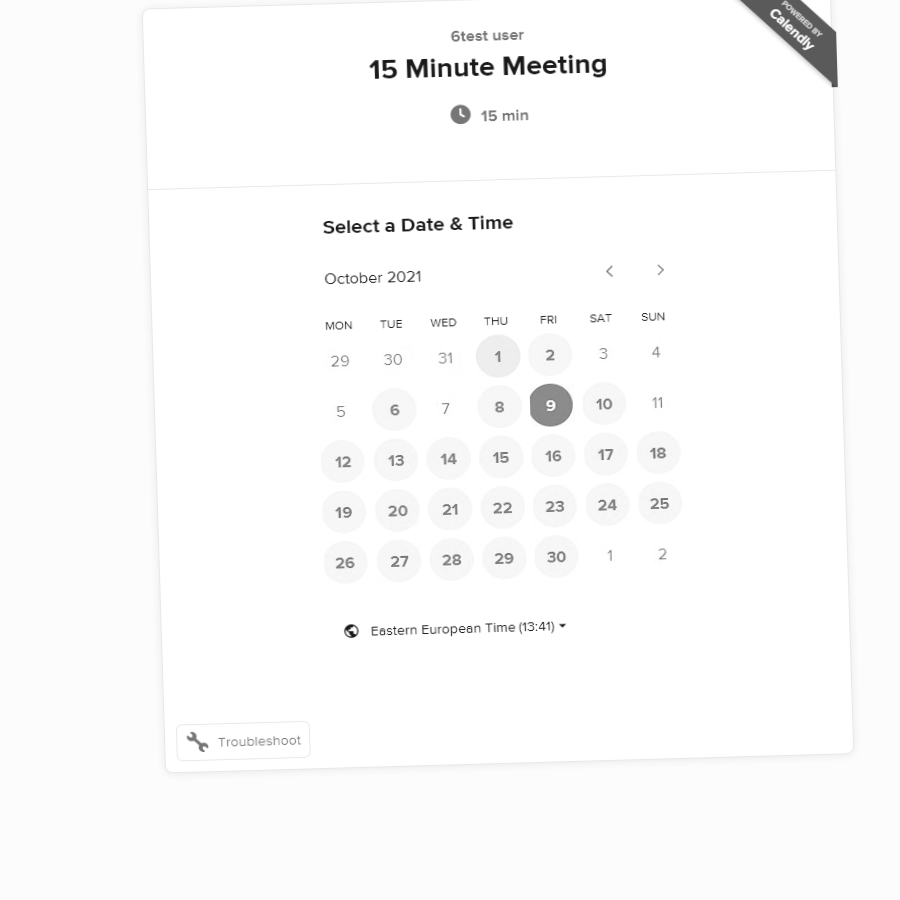 POWERED BY
Calendly
6test user
15 Minute Meeting
15 min
Select a Date & Time
October 2021
MON TUE WED THU FRI SAT SUN
29 30 31 1 2 3 4
5 6 7 8 9 10 11
12 13 14 15 16 17 18
19 20 21 22 23 24 25
26 27 28 29 30 1 2
Eastern European Time (13:41)
Troubleshoot